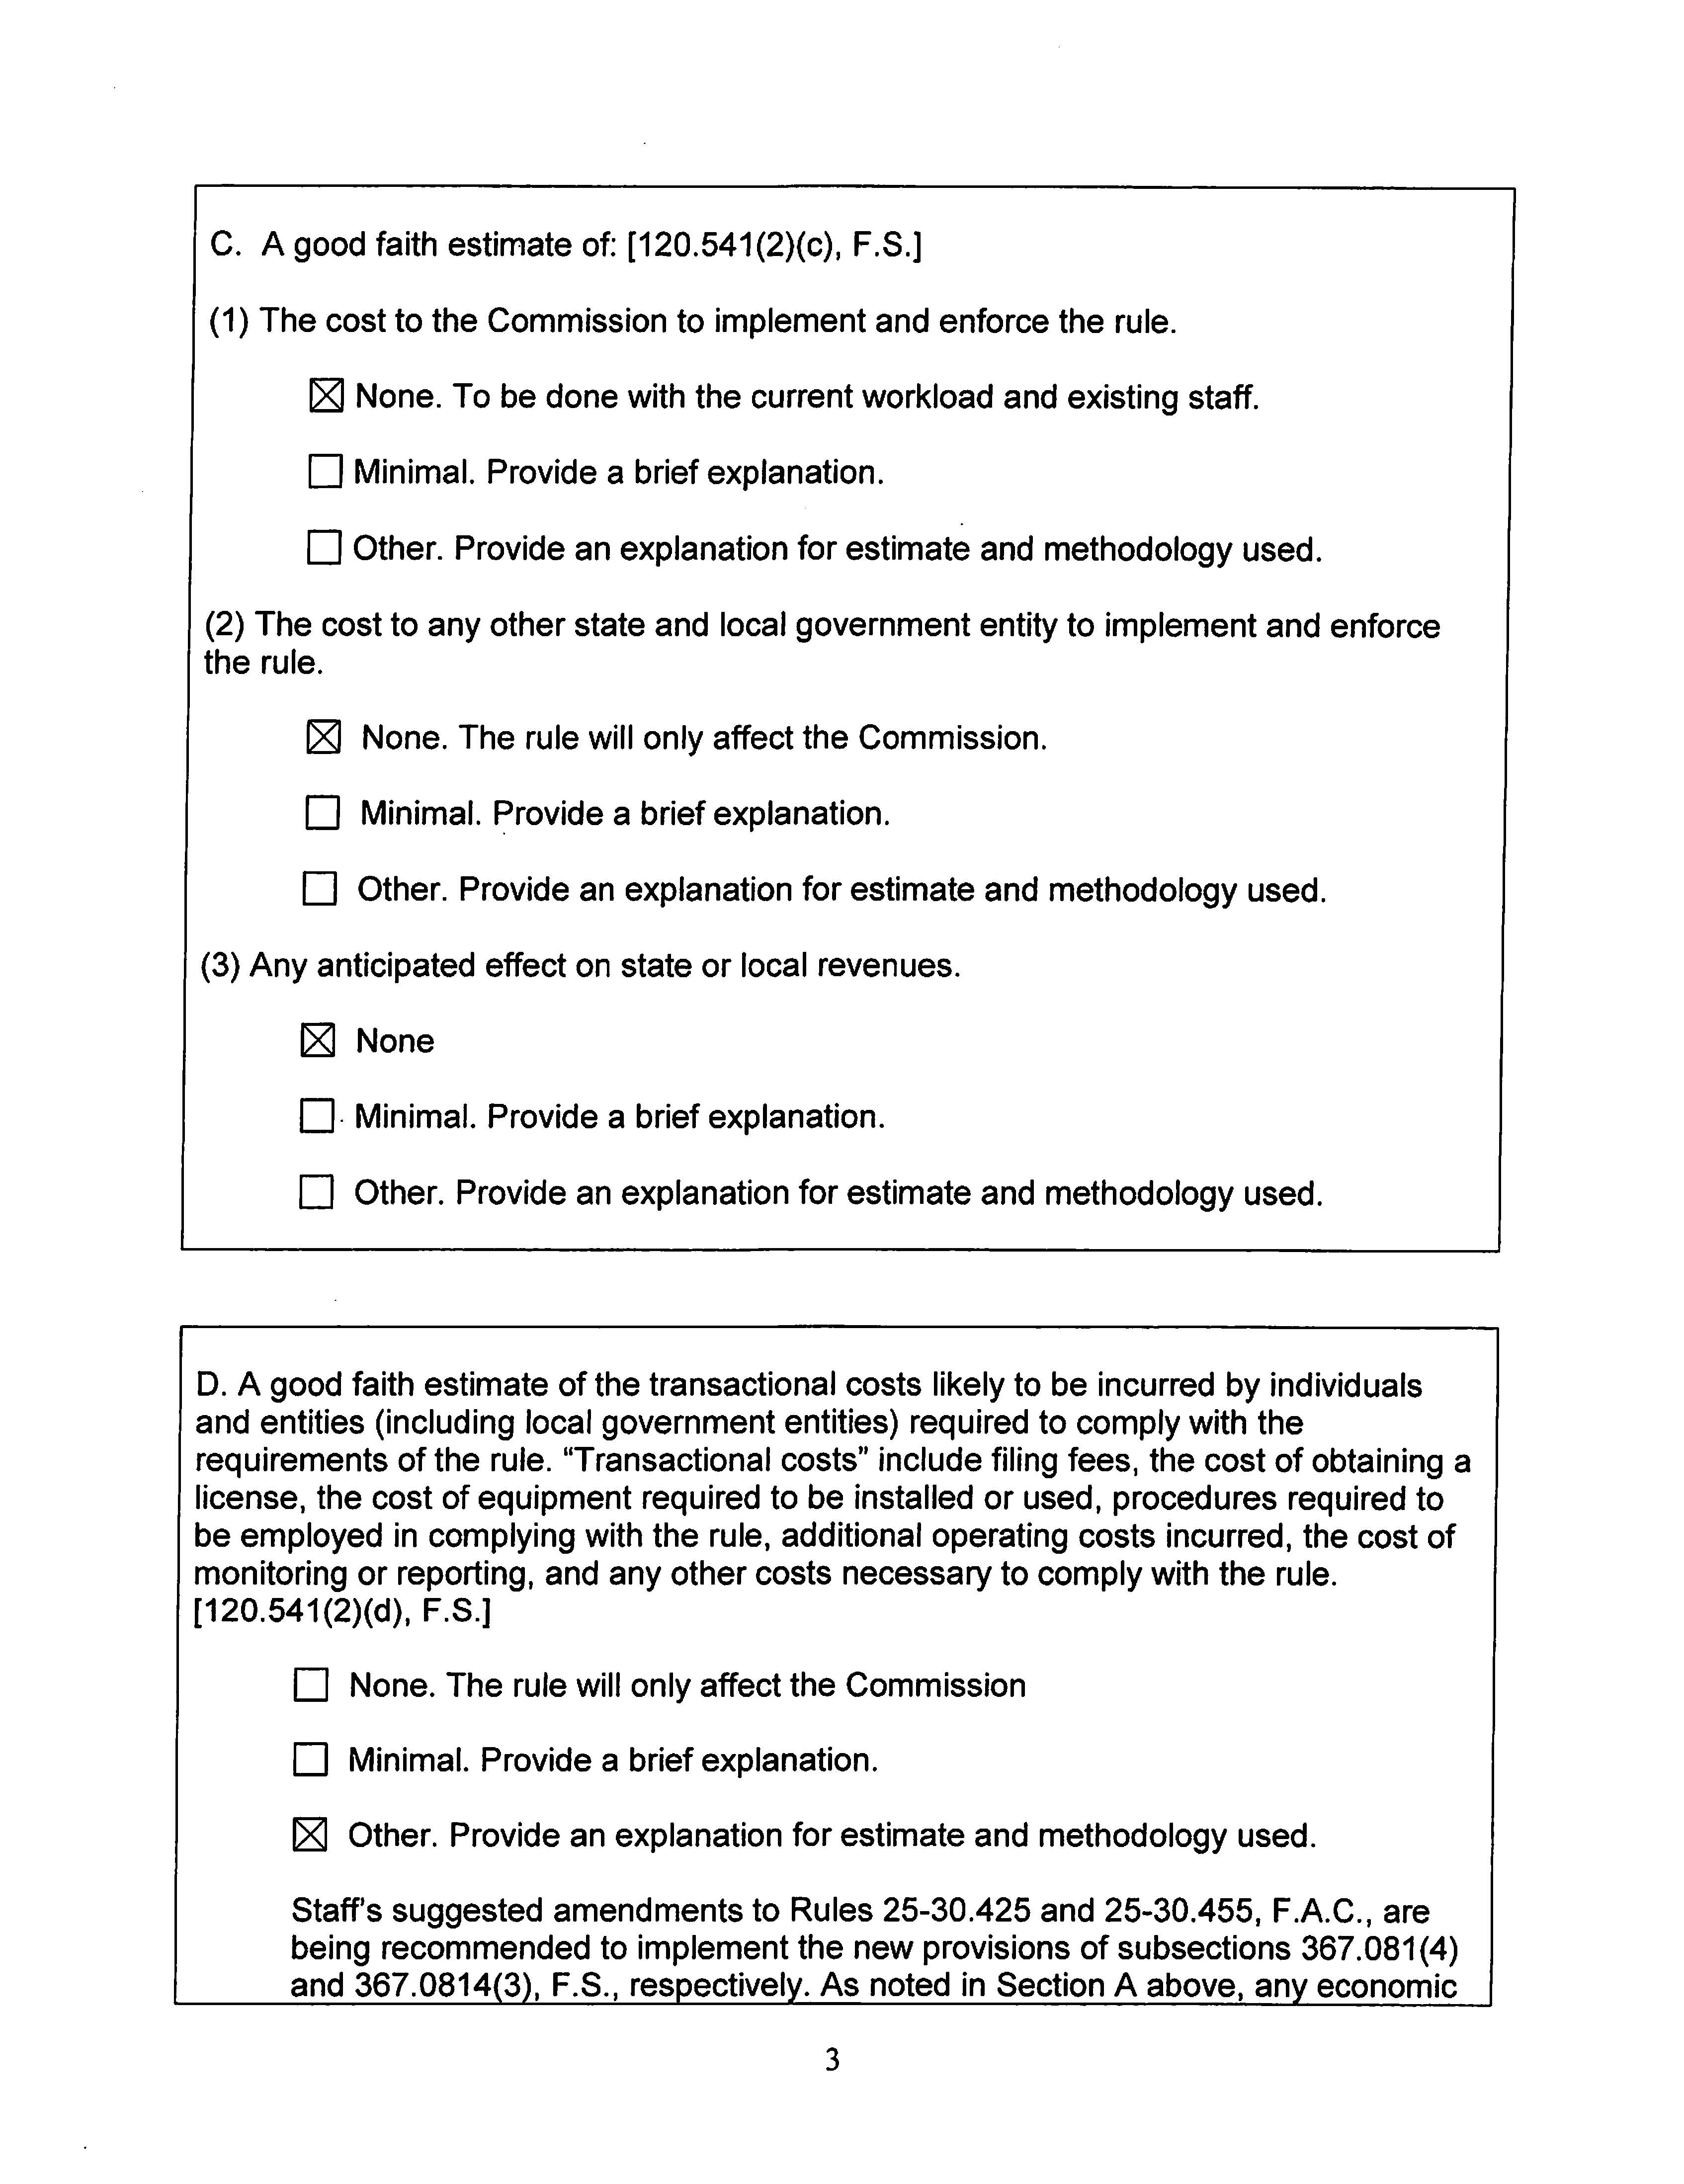 C. A good faith estimate of: [120.541(2)(c), F.S.]
(1) The cost to the Commission to implement and enforce the rule.
☒ None. To be done with the current workload and existing staff.
☐ Minimal. Provide a brief explanation.
☐ Other. Provide an explanation for estimate and methodology used.
(2) The cost to any other state and local government entity to implement and enforce
the rule.
☒ None. The rule will only affect the Commission.
☐ Minimal. Provide a brief explanation.
☐ Other. Provide an explanation for estimate and methodology used.
(3) Any anticipated effect on state or local revenues.
☒ None
☐ Minimal. Provide a brief explanation.
☐ Other. Provide an explanation for estimate and methodology used.
D. A good faith estimate of the transactional costs likely to be incurred by individuals
and entities (including local government entities) required to comply with the
requirements of the rule. “Transactional costs” include filing fees, the cost of obtaining a
license, the cost of equipment required to be installed or used, procedures required to
be employed in complying with the rule, additional operating costs incurred, the cost of
monitoring or reporting, and any other costs necessary to comply with the rule.
[120.541(2)(d), F.S.]
☐ None. The rule will only affect the Commission
☐ Minimal. Provide a brief explanation.
☒ Other. Provide an explanation for estimate and methodology used.
Staff's suggested amendments to Rules 25-30.425 and 25-30.455, F.A.C., are
being recommended to implement the new provisions of subsections 367.081(4)
and 367.0814(3), F.S., respectively. As noted in Section A above, any economic
3